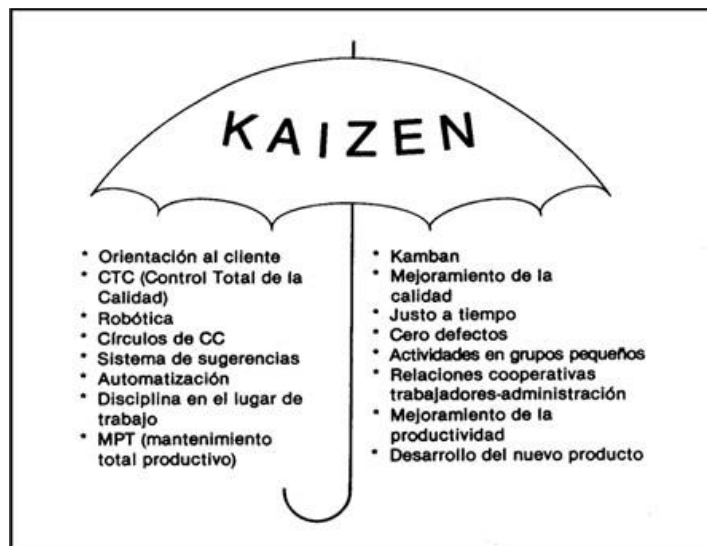 KAIZEN
* Orientación al cliente
* CTC (Control Total de la
Calidad)
* Robótica
* Círculos de CC
* Sistema de sugerencias
* Automatización
* Disciplina en el lugar de
trabajo
* MPT (mantenimiento
total productivo)
* Kamban
* Mejoramiento de la
calidad
* Justo a tiempo
* Cero defectos
* Actividades en grupos pequeños
* Relaciones cooperativas
trabajadores-administración
* Mejoramiento de la
productividad
* Desarrollo del nuevo producto